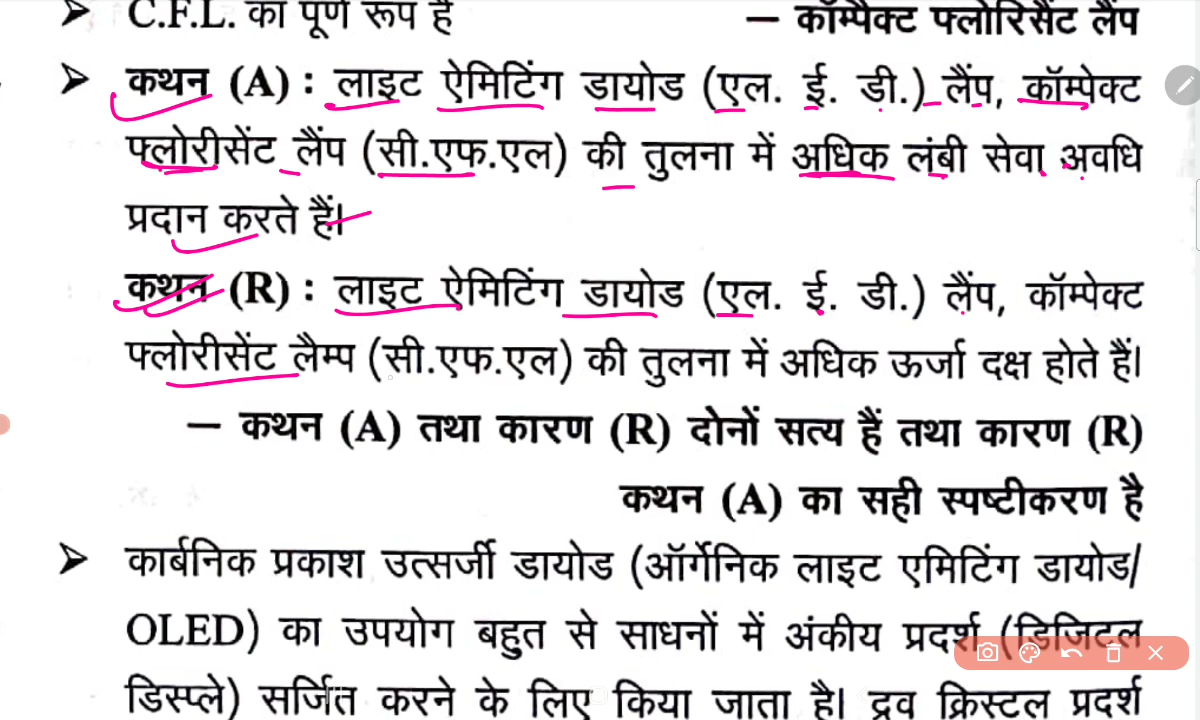 ➤ C.F.L. का पूर्ण रूप है — कॉम्पैक्ट फ्लोरिसैंट लैंप
➤ कथन (A) : लाइट ऐमिटिंग डायोड (एल. ई. डी.) लैंप, कॉम्पेक्ट
फ्लोरीसेंट लैंप (सी.एफ.एल) की तुलना में अधिक लंबी सेवा अवधि
प्रदान करते हैं।
कथन (R) : लाइट ऐमिटिंग डायोड (एल. ई. डी.) लैंप, कॉम्पेक्ट
फ्लोरीसेंट लैम्प (सी.एफ.एल) की तुलना में अधिक ऊर्जा दक्ष होते हैं।
— कथन (A) तथा कारण (R) दोनों सत्य हैं तथा कारण (R)
कथन (A) का सही स्पष्टीकरण है
➤ कार्बनिक प्रकाश उत्सर्जी डायोड (ऑर्गेनिक लाइट एमिटिंग डायोड/
OLED) का उपयोग बहुत से साधनों में अंकीय प्रदर्श (डिजिटल
डिस्प्ले) सर्जित करने के लिए किया जाता है। द्रव क्रिस्टल प्रदर्श